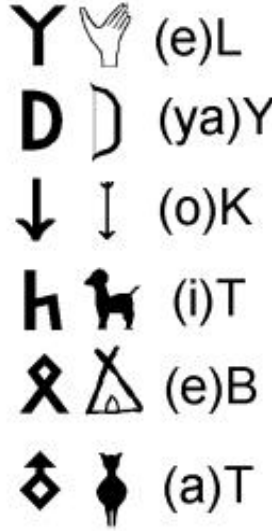 𐰠 (e)L
𐰖 (ya)Y
𐰸 (o)K
𐱅 (i)T
𐰋 (e)B
𐱃 (a)T